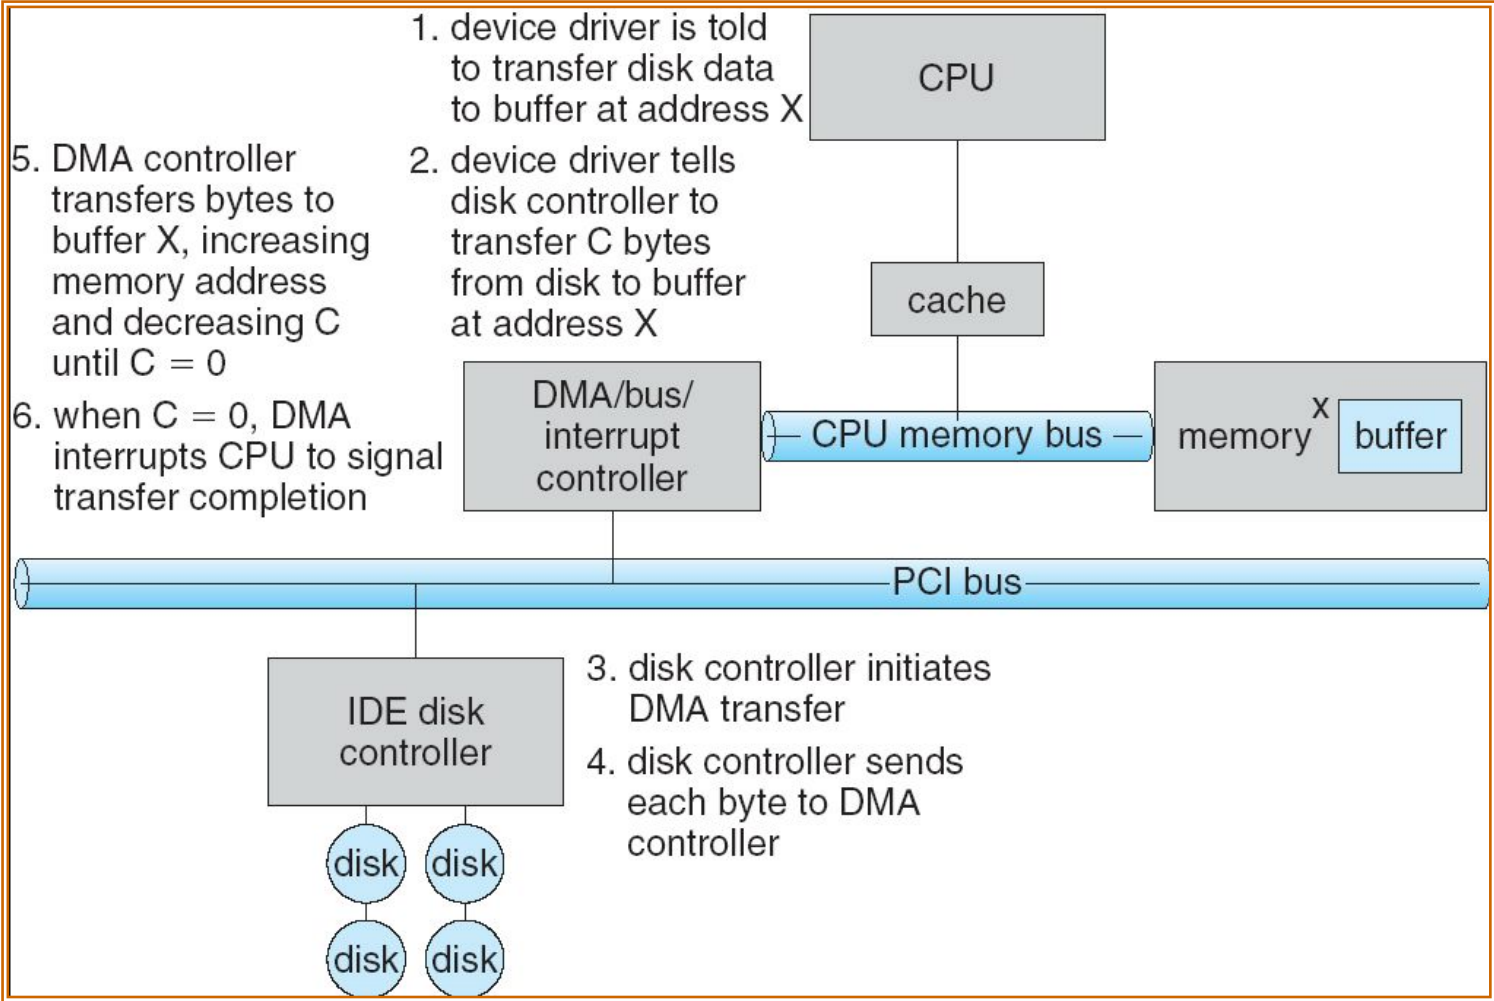 1. device driver is told
to transfer disk data
to buffer at address X
CPU
5. DMA controller
transfers bytes to
buffer X, increasing
memory address
and decreasing C
until C = 0
2. device driver tells
disk controller to
transfer C bytes
from disk to buffer
at address X
cache
6. when C = 0, DMA
interrupts CPU to signal
transfer completion
DMA/bus/
interrupt
controller
CPU memory bus
memory
x
buffer
PCI bus
IDE disk
controller
3. disk controller initiates
DMA transfer
4. disk controller sends
each byte to DMA
controller
disk
disk
disk
disk